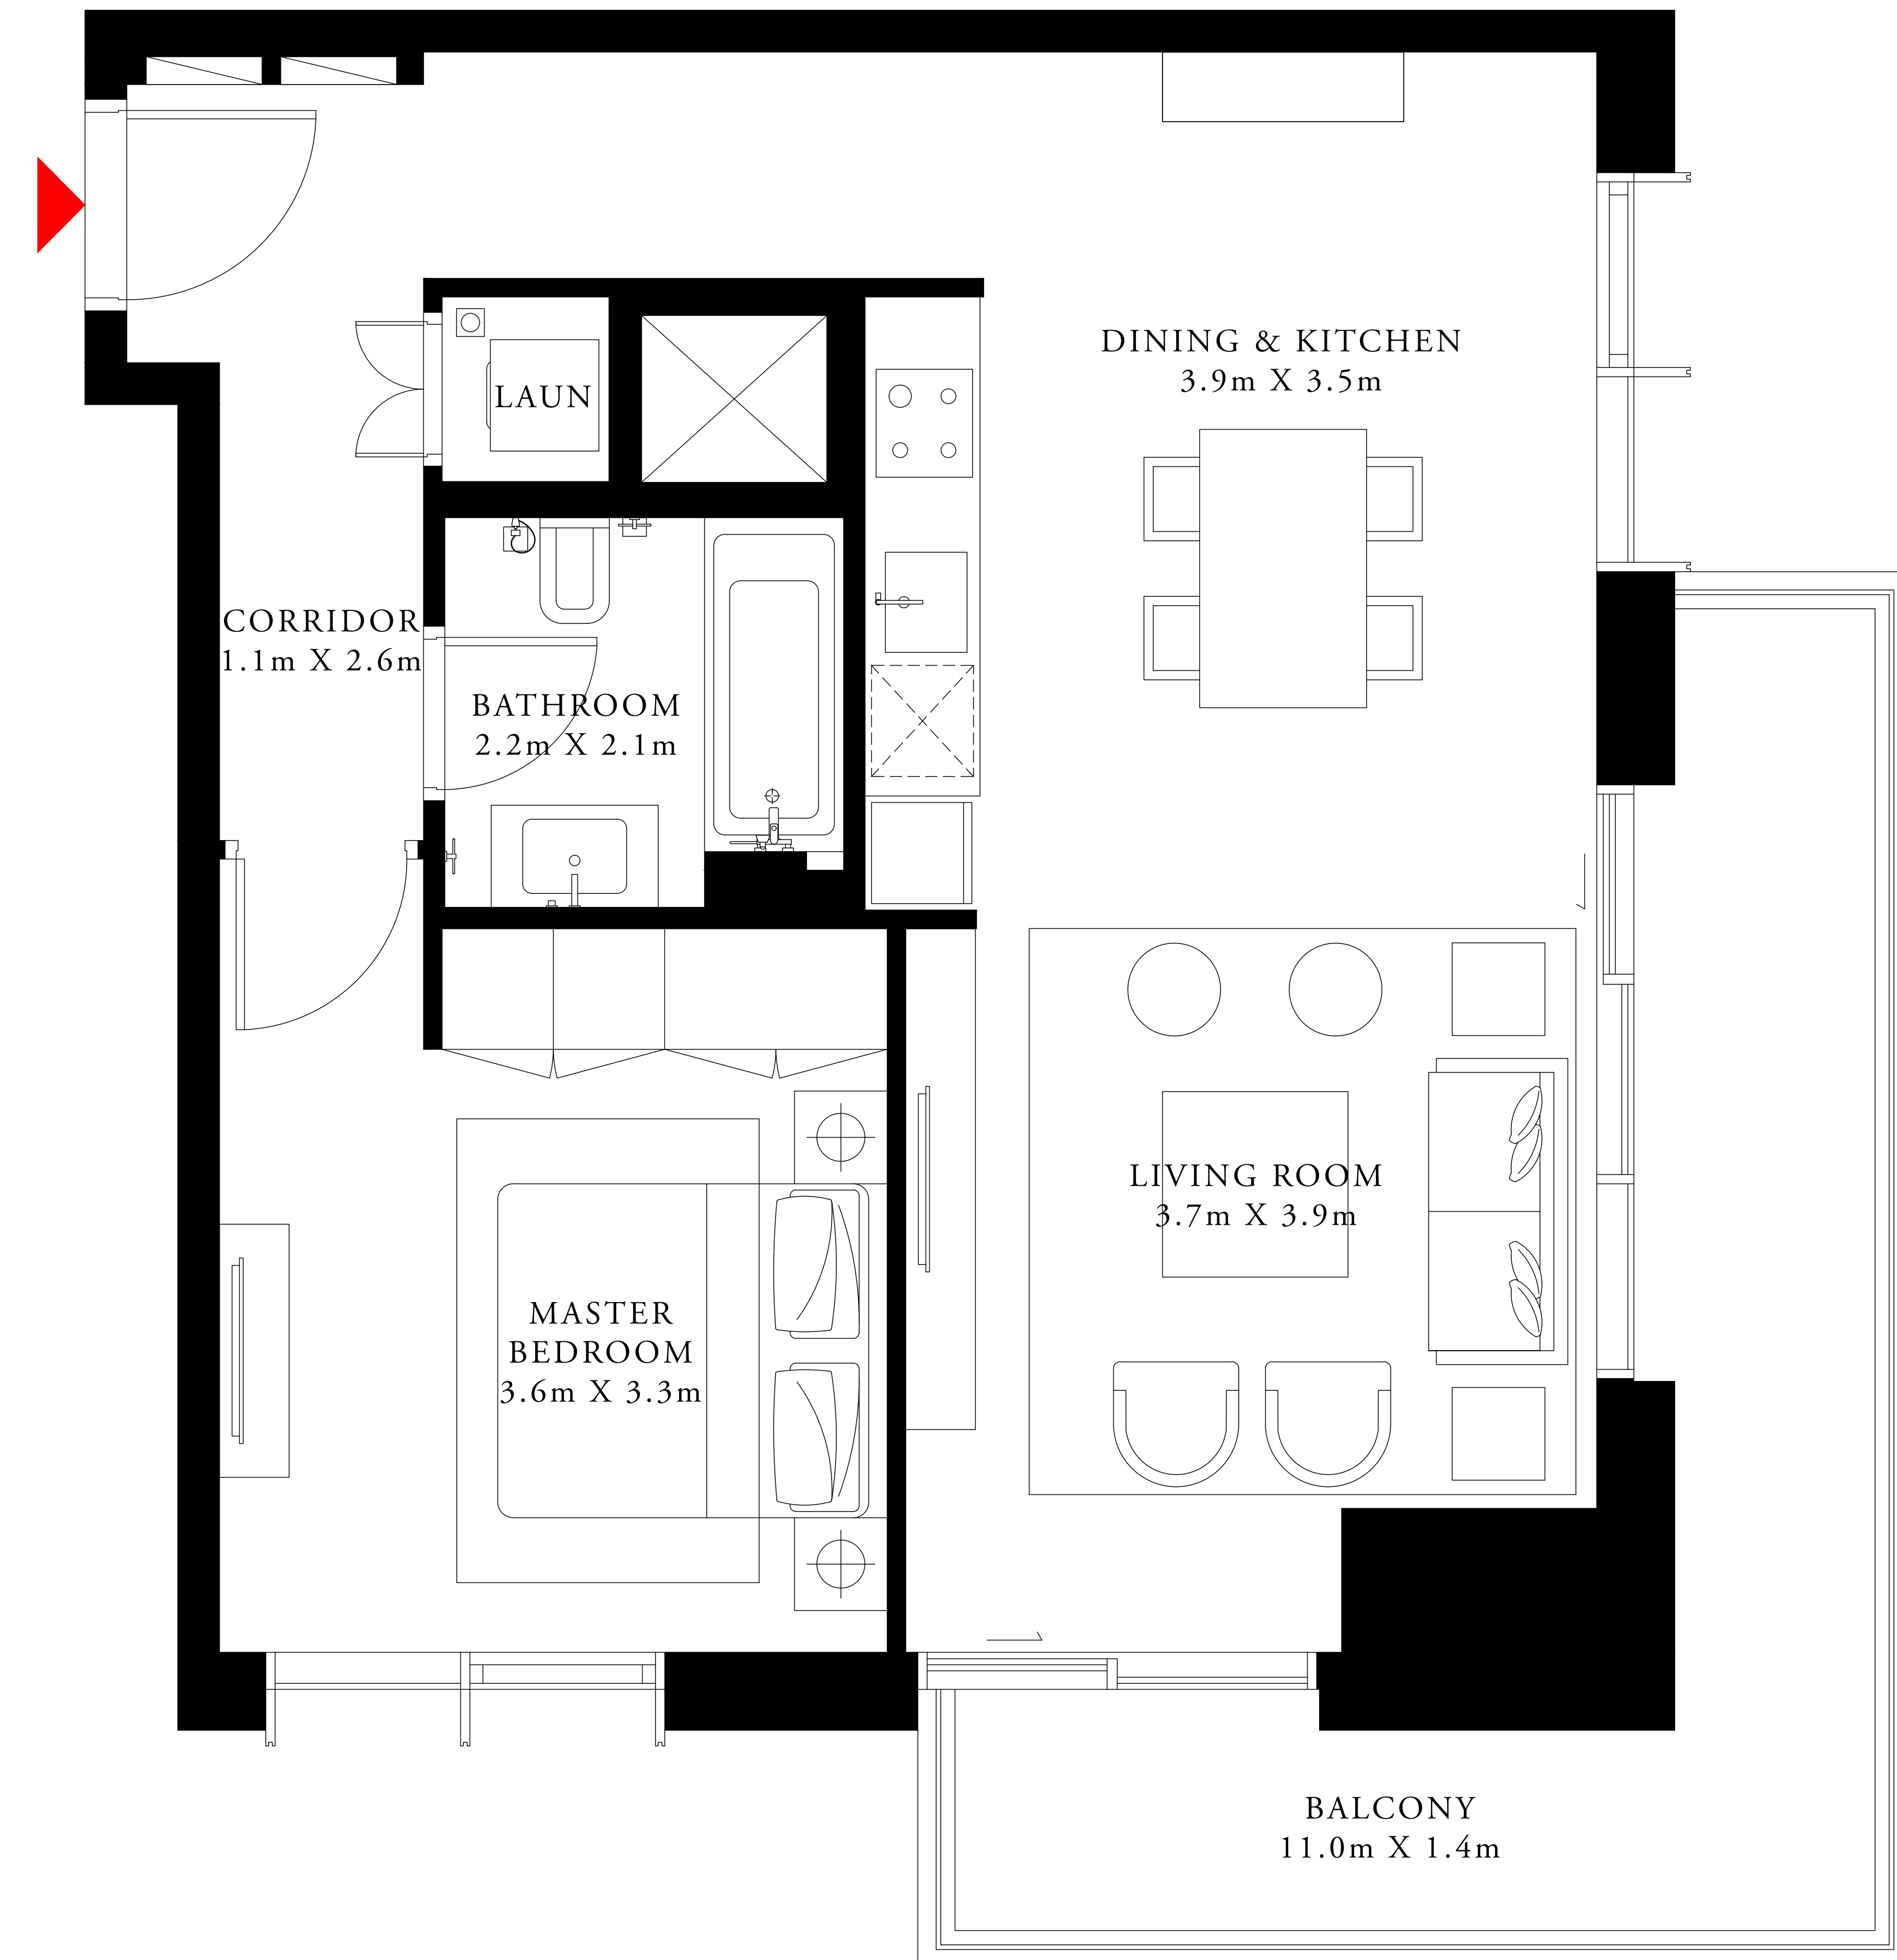 DINING & KITCHEN
3.9m X 3.5m
LAUN
CORRIDOR
1.1m X 2.6m
BATHROOM
2.2m X 2.1m
LIVING ROOM
3.7m X 3.9m
MASTER
BEDROOM
3.6m X 3.3m
BALCONY
11.0m X 1.4m